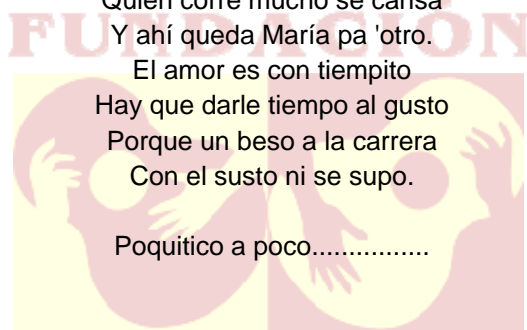 Quien corre mucho se cansa
FUNDACIÓN
Y ahí queda María pa 'otro.
El amor es con tiempito
Hay que darle tiempo al gusto
Porque un beso a la carrera
Con el susto ni se supo.
Poquitico a poco................